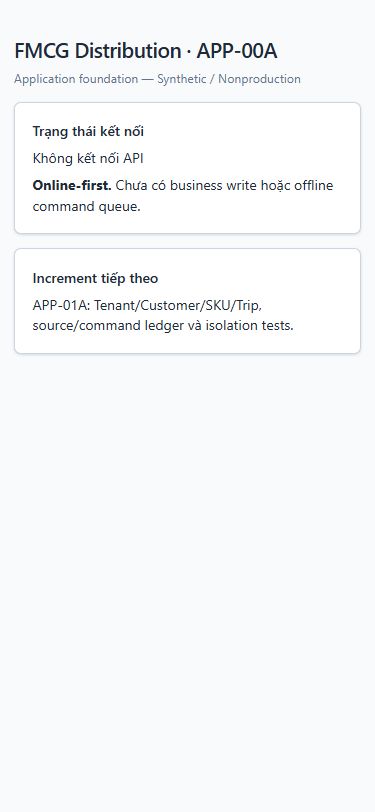 FMCG Distribution · APP-00A
Application foundation — Synthetic / Nonproduction
Trạng thái kết nối
Không kết nối API
Online-first. Chưa có business write hoặc offline
command queue.
Increment tiếp theo
APP-01A: Tenant/Customer/SKU/Trip,
source/command ledger và isolation tests.